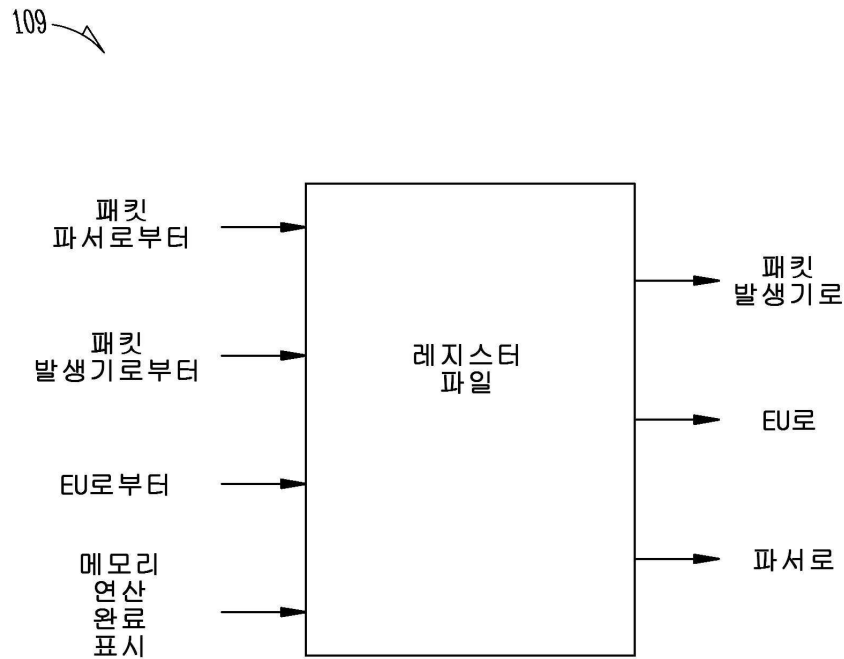 109
패킷
파서로부터
패킷
발생기로부터
EU로부터
메모리
연산
완료
표시
레지스터
파일
패킷
발생기로
EU로
파서로